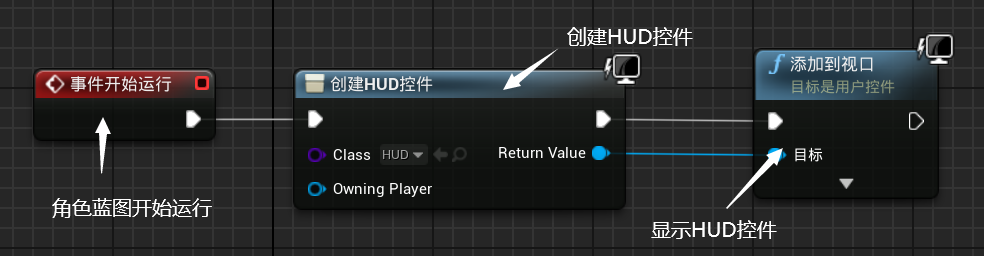 创建HUD控件
事件开始运行
创建HUD控件
添加到视口
目标是用户控件
Class
HUD
Return Value
目标
Owning Player
角色蓝图开始运行
显示HUD控件